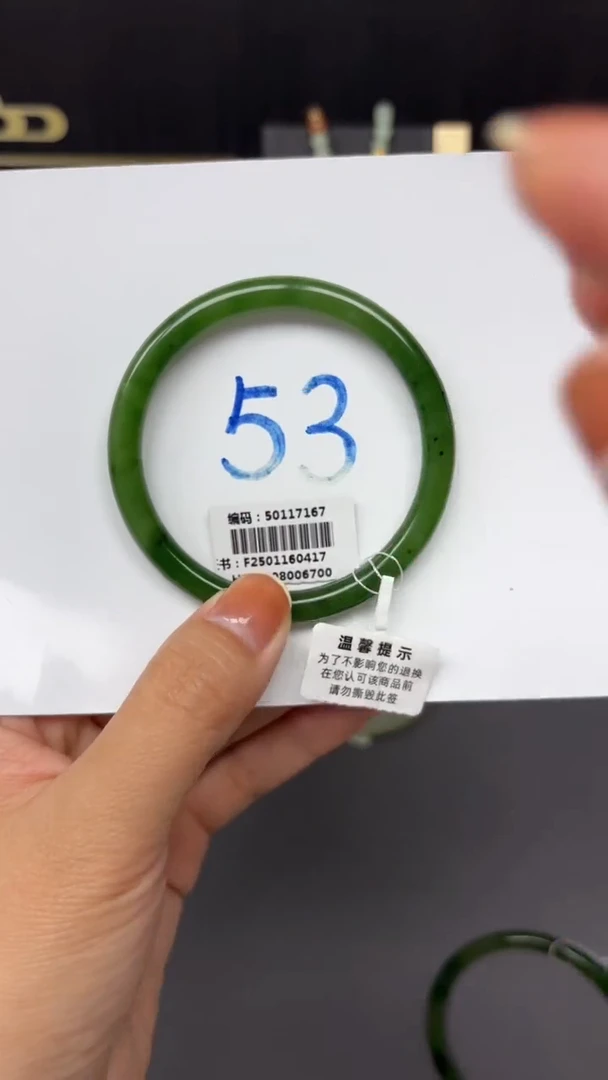 53
编码：50117167
书：F2501160417
08006700
温馨提示
为了不影响您的退换
在您认可该商品前
请勿撕毁此签